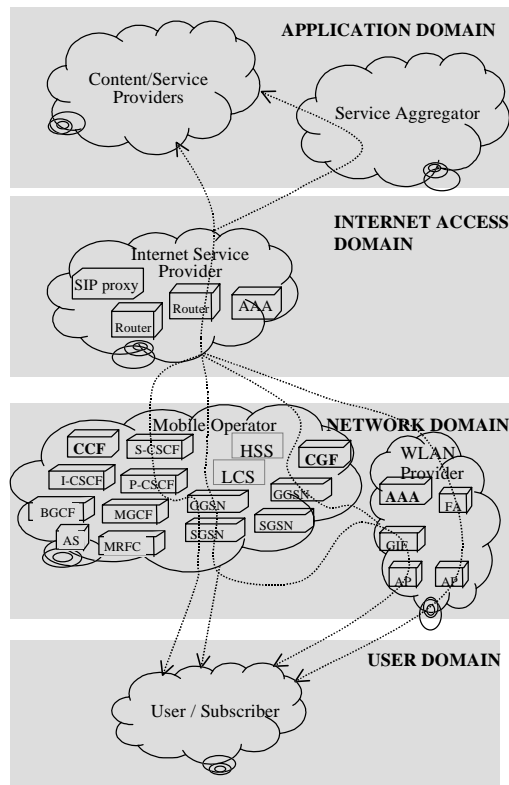 APPLICATION DOMAIN
Content/Service
Providers
Service Aggregator
INTERNET ACCESS
DOMAIN
Internet Service
Provider
SIP proxy
Router
Router
AAA
NETWORK DOMAIN
Mobile Operator
CCF
S-CSCF
HSS
CGF
LCS
I-CSCF
P-CSCF
GGSN
GGSN
BGCF
MGCF
SGSN
SGSN
AS
MRFC
WLAN
Provider
AAA
FA
GIF
AP
AP
USER DOMAIN
User / Subscriber